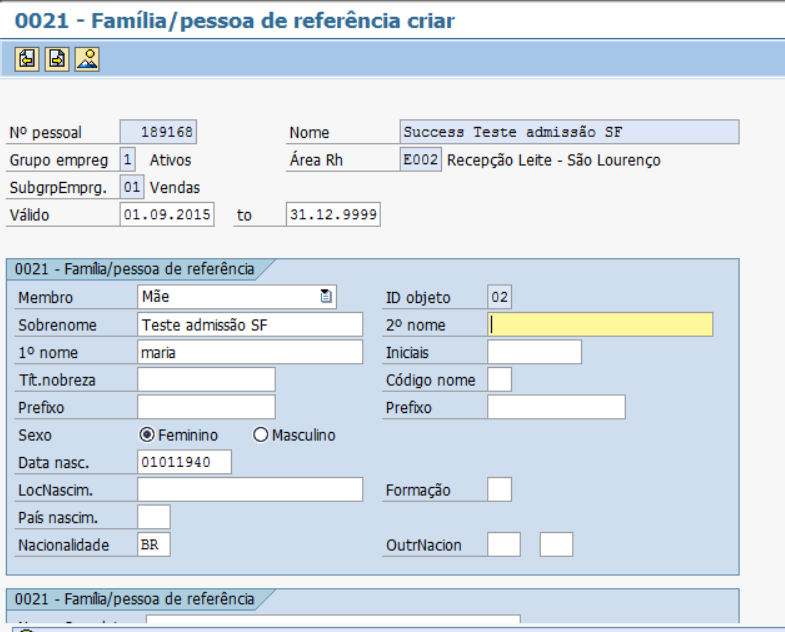 0021 - Família/pessoa de referência criar
Nº pessoal 189168 Nome Success Teste admissão SF
Grupo empreg 1 Ativos Área Rh E002 Recepção Leite - São Lourenço
SubgrpEmprg. 01 Vendas
Válido 01.09.2015 to 31.12.9999
0021 - Família/pessoa de referência
Membro Mãe ID objeto 02
Sobrenome Teste admissão SF 2º nome
1º nome maria Iniciais
Tít.nobreza Código nome
Prefixo Prefixo
Sexo Feminino Masculino
Data nasc. 01011940
LocNascim. Formação
País nascim.
Nacionalidade BR OutrNacion
0021 - Família/pessoa de referência